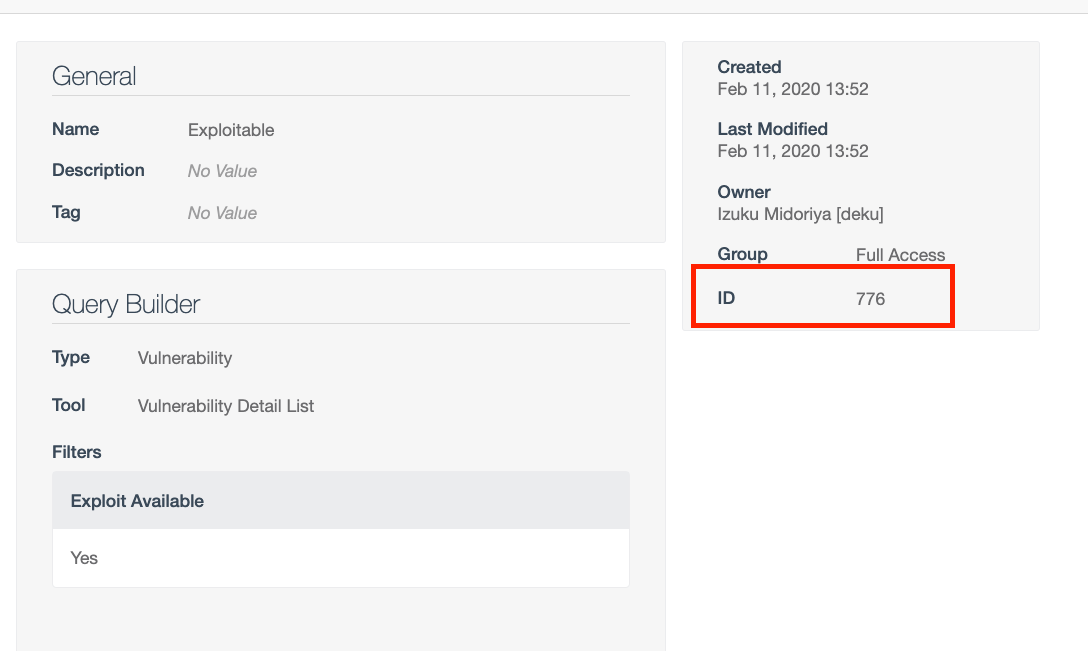 General
Name Exploitable
Description No Value
Tag No Value
Query Builder
Type Vulnerability
Tool Vulnerability Detail List
Filters
Exploit Available
Yes
Created
Feb 11, 2020 13:52
Last Modified
Feb 11, 2020 13:52
Owner
Izuku Midoriya [deku]
Group Full Access
ID 776